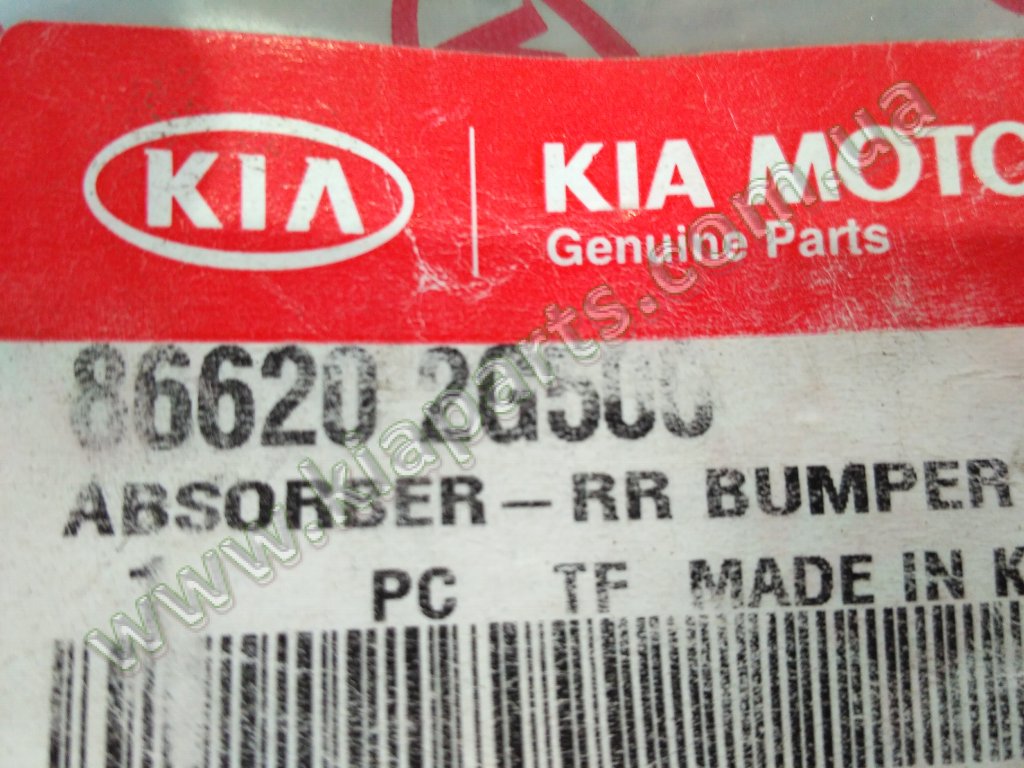 KIA
KIA MOTO
Genuine Parts
86620 2G500
ABSORBER-RR BUMPER
1 PC TF MADE IN K
www.kiaparts.com.ua